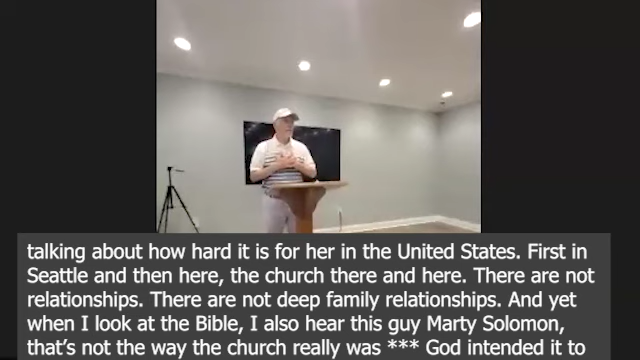 talking about how hard it is for her in the United States. First in
Seattle and then here, the church there and here. There are not
relationships. There are not deep family relationships. And yet
when I look at the Bible, I also hear this guy Marty Solomon,
that's not the way the church really was *** God intended it to